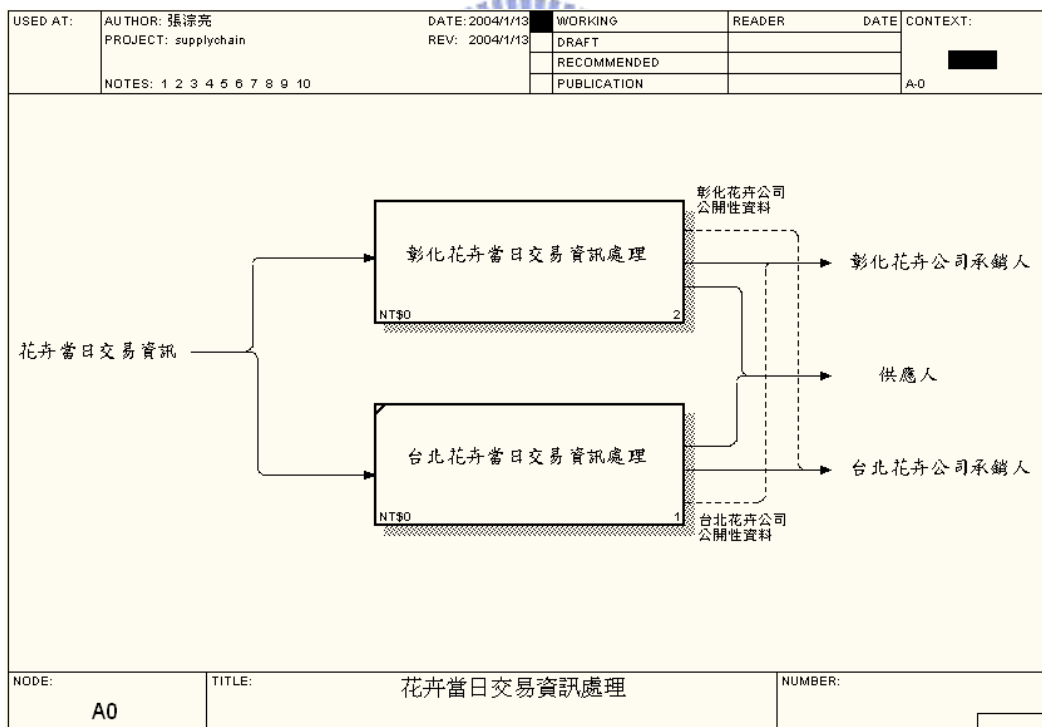 USED AT:
AUTHOR: 張淙亮
DATE: 2004/1/13
WORKING
READER
DATE
CONTEXT:
PROJECT: supplychain
REV: 2004/1/13
DRAFT
RECOMMENDED
NOTES: 1 2 3 4 5 6 7 8 9 10
PUBLICATION
A-0
彰化花卉公司
公開性資料
彰化花卉當日交易資訊處理
彰化花卉公司承銷人
NT$0
2
花卉當日交易資訊
供應人
台北花卉當日交易資訊處理
台北花卉公司承銷人
NT$0
1
台北花卉公司
公開性資料
NODE:
TITLE:
花卉當日交易資訊處理
NUMBER:
A0